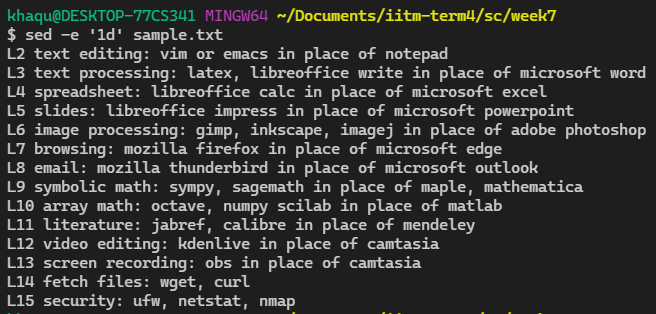 khaqu@DESKTOP-77CS341 MINGW64 ~/Documents/iitm-term4/sc/week7
$ sed -e '1d' sample.txt
L2 text editing: vim or emacs in place of notepad
L3 text processing: latex, libreoffice write in place of microsoft word
L4 spreadsheet: libreoffice calc in place of microsoft excel
L5 slides: libreoffice impress in place of microsoft powerpoint
L6 image processing: gimp, inkscape, imagej in place of adobe photoshop
L7 browsing: mozilla firefox in place of microsoft edge
L8 email: mozilla thunderbird in place of microsoft outlook
L9 symbolic math: sympy, sagemath in place of maple, mathematica
L10 array math: octave, numpy scilab in place of matlab
L11 literature: jabref, calibre in place of mendeley
L12 video editing: kdenlive in place of camtasia
L13 screen recording: obs in place of camtasia
L14 fetch files: wget, curl
L15 security: ufw, netstat, nmap